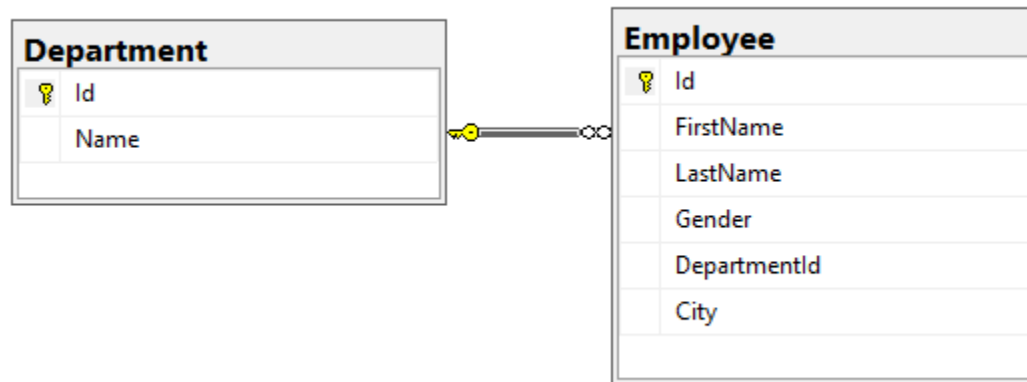 Department
Id
Name
Employee
Id
FirstName
LastName
Gender
DepartmentId
City